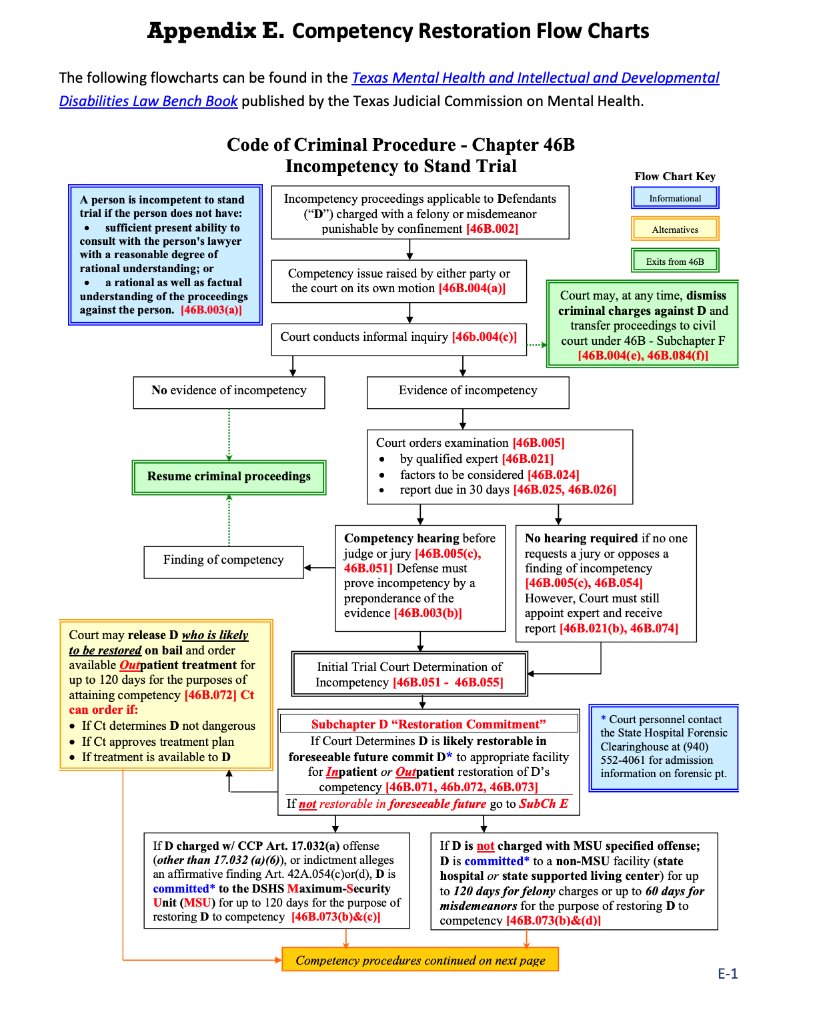 Appendix E. Competency Restoration Flow Charts
The following flowcharts can be found in the Texas Mental Health and Intellectual and Developmental
Disabilities Law Bench Book published by the Texas Judicial Commission on Mental Health.
Code of Criminal Procedure - Chapter 46B
Incompetency to Stand Trial
Flow Chart Key
Informational
Alternatives
Exits from 46B
A person is incompetent to stand
trial if the person does not have:
• sufficient present ability to
consult with the person's lawyer
with a reasonable degree of
rational understanding; or
• a rational as well as factual
understanding of the proceedings
against the person. [46B.003(a)]
Incompetency proceedings applicable to Defendants
("D") charged with a felony or misdemeanor
punishable by confinement [46B.002]
Competency issue raised by either party or
the court on its own motion [46B.004(a)]
Court conducts informal inquiry [46b.004(c)]
Court may, at any time, dismiss
criminal charges against D and
transfer proceedings to civil
court under 46B - Subchapter F
[46B.004(e), 46B.084(f)]
No evidence of incompetency
Evidence of incompetency
Court orders examination [46B.005]
• by qualified expert [46B.021]
• factors to be considered [46B.024]
• report due in 30 days [46B.025, 46B.026]
Resume criminal proceedings
Finding of competency
Competency hearing before
judge or jury [46B.005(c),
46B.051] Defense must
prove incompetency by a
preponderance of the
evidence [46B.003(b)]
No hearing required if no one
requests a jury or opposes a
finding of incompetency
[46B.005(c), 46B.054]
However, Court must still
appoint expert and receive
report [46B.021(b), 46B.074]
Court may release D who is likely
to be restored on bail and order
available Outpatient treatment for
up to 120 days for the purposes of
attaining competency [46B.072] Ct
can order if:
• If Ct determines D not dangerous
• If Ct approves treatment plan
• If treatment is available to D
Initial Trial Court Determination of
Incompetency [46B.051 - 46B.055]
Subchapter D "Restoration Commitment"
If Court Determines D is likely restorable in
foreseeable future commit D* to appropriate facility
for Inpatient or Outpatient restoration of D's
competency [46B.071, 46b.072, 46B.073]
If not restorable in foreseeable future go to SubCh E
* Court personnel contact
the State Hospital Forensic
Clearinghouse at (940)
552-4061 for admission
information on forensic pt.
If D charged w/ CCP Art. 17.032(a) offense
(other than 17.032 (a)(6)), or indictment alleges
an affirmative finding Art. 42A.054(c)or(d), D is
committed* to the DSHS Maximum-Security
Unit (MSU) for up to 120 days for the purpose of
restoring D to competency [46B.073(b)&(c)]
If D is not charged with MSU specified offense;
D is committed* to a non-MSU facility (state
hospital or state supported living center) for up
to 120 days for felony charges or up to 60 days for
misdemeanors for the purpose of restoring D to
competency [46B.073(b)&(d)]
Competency procedures continued on next page
E-1